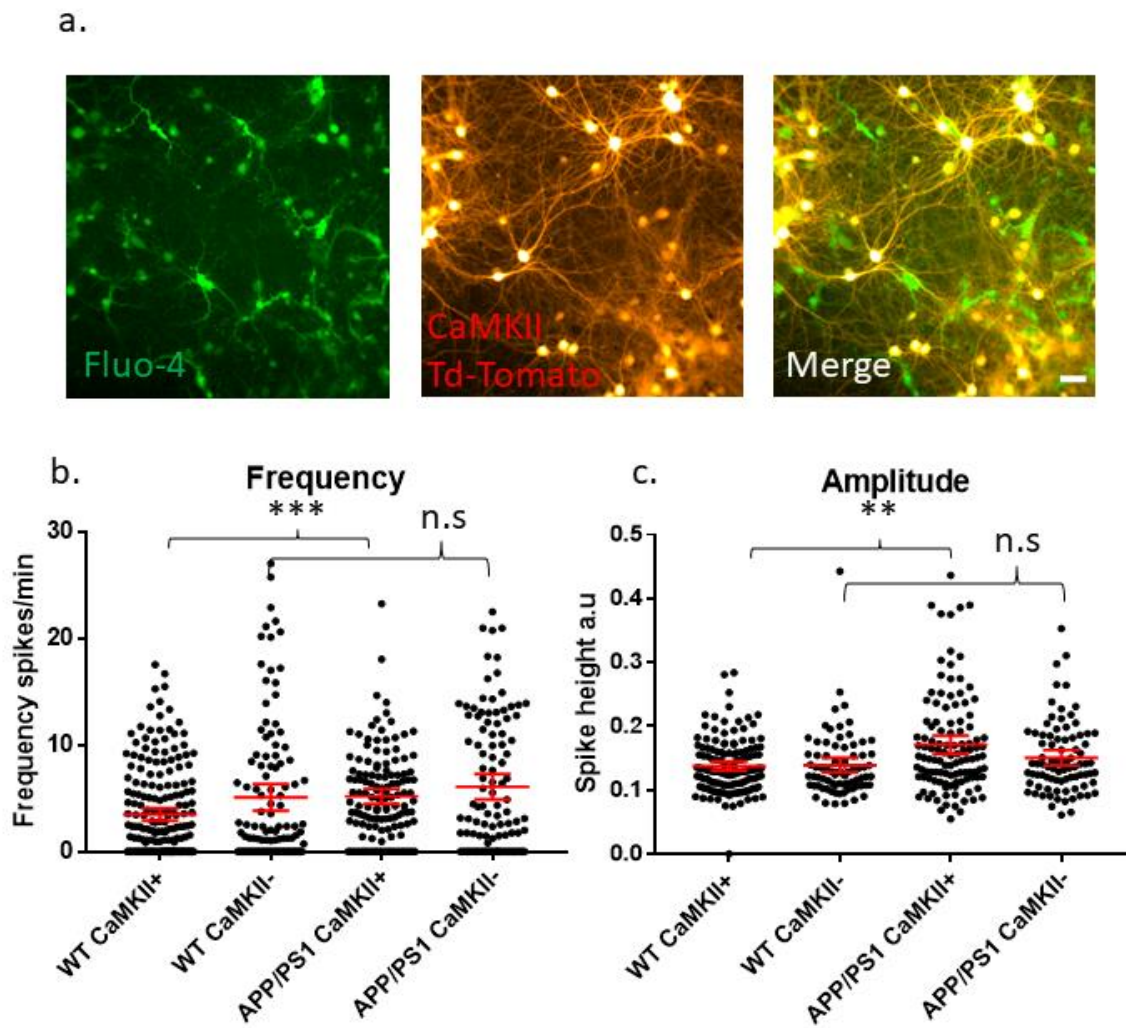 a.
Fluo-4
CaMKII
Td-Tomato
Merge
b.
Frequency
***
n.s
30
20
10
0
Frequency spikes/min
WT CaMKII+
WT CaMKII-
APP/PS1 CaMKII+
APP/PS1 CaMKII-
c.
Amplitude
**
n.s
0.5
0.4
0.3
0.2
0.1
0.0
Spike height a.u
WT CaMKII+
WT CaMKII-
APP/PS1 CaMKII+
APP/PS1 CaMKII-